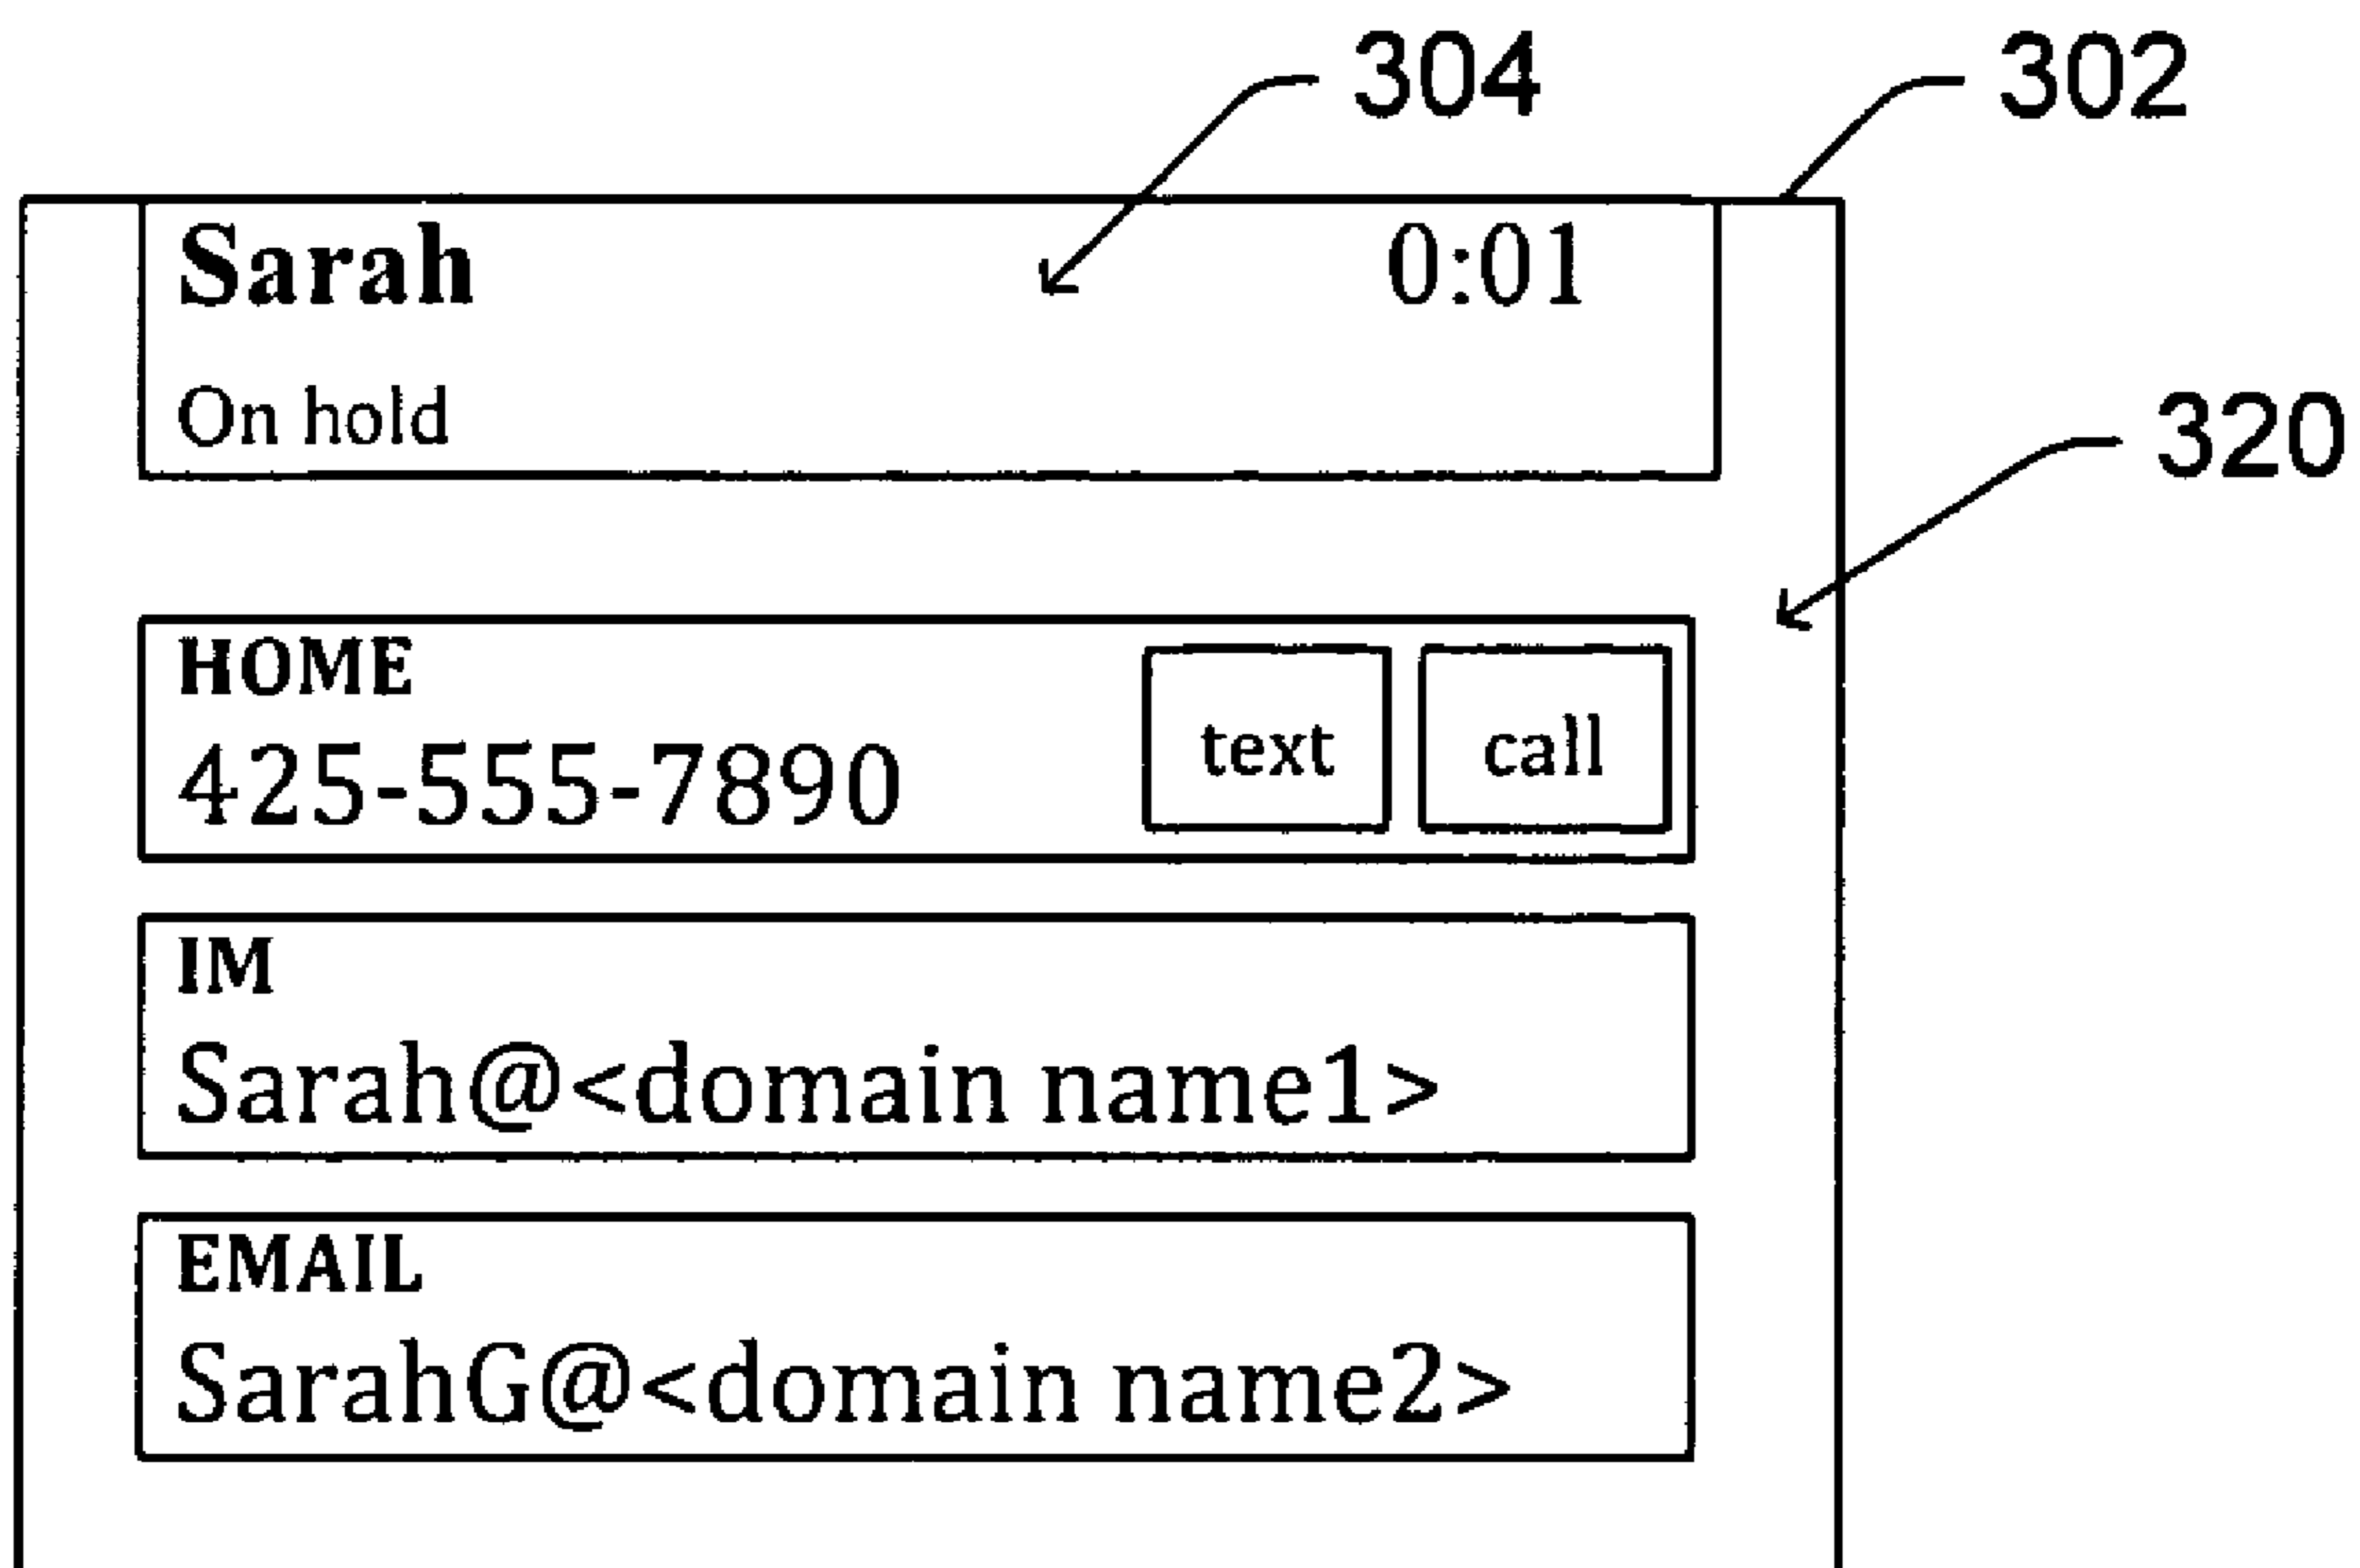 304 302
Sarah 0:01
On hold
320
HOME
425-555-7890 text call
IM
Sarah@<domain name1>
EMAIL
SarahG@<domain name2>